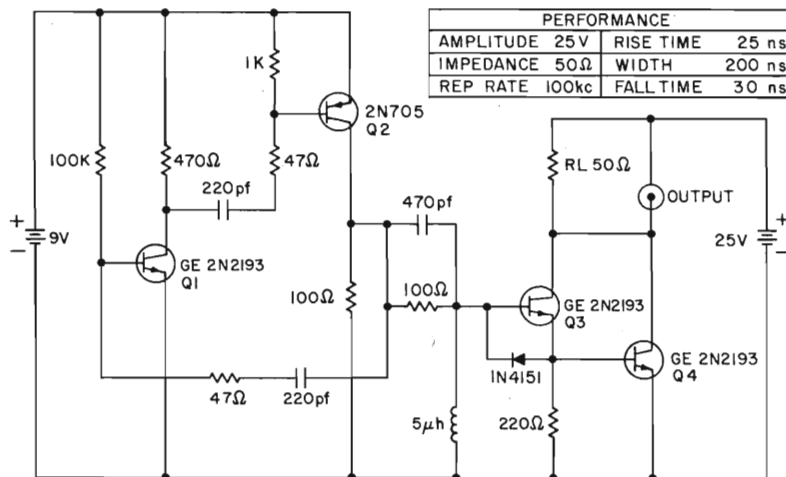 PERFORMANCE
AMPLITUDE 25V RISE TIME 25 ns
IMPEDANCE 50Ω WIDTH 200 ns
REP RATE 100kc FALL TIME 30 ns
1K
2N705
Q2
100K
470Ω
47Ω
220pf
470pf
RL 50Ω
OUTPUT
+
-
9V
+
-
25V
GE 2N2193
Q1
100Ω
100Ω
GE 2N2193
Q3
1N4151
GE 2N2193
Q4
47Ω
220pf
5μh
220Ω